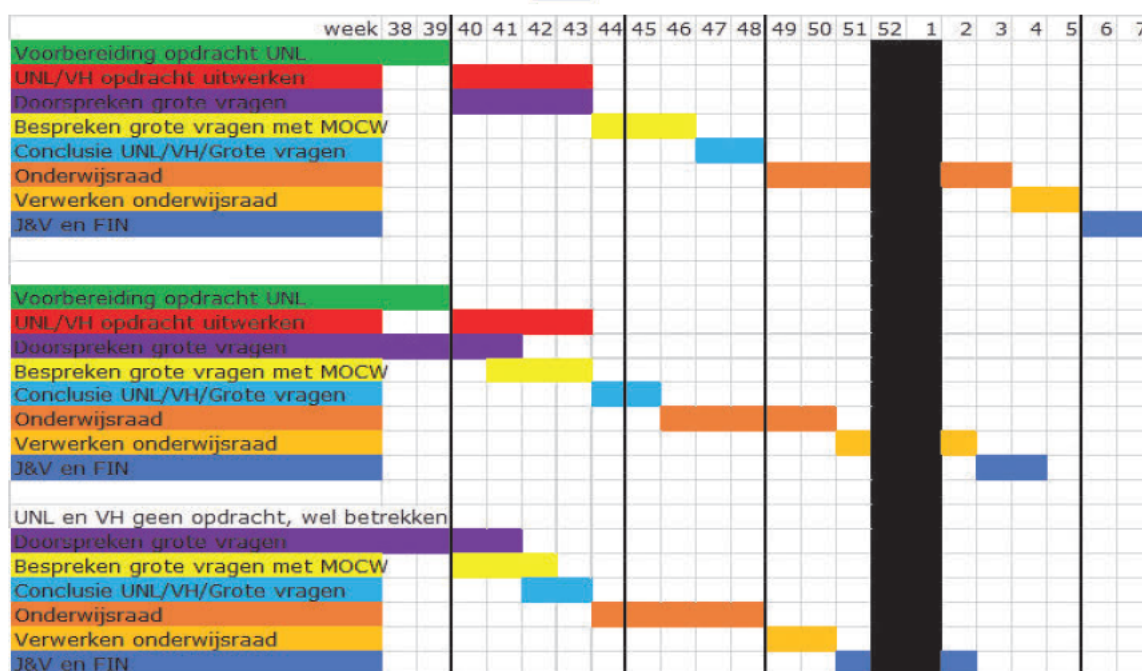 week 38 39 40 41 42 43 44 45 46 47 48 49 50 51 52 1 2 3 4 5 6 7
Voorbereiding opdracht UNL
UNL/VH opdracht uitwerken
Doorspreken grote vragen
Bespreken grote vragen met MOCW
Conclusie UNL/VH/Grote vragen
Onderwijsraad
Verwerken onderwijsraad
J&V en FIN
Voorbereiding opdracht UNL
UNL/VH opdracht uitwerken
Doorspreken grote vragen
Bespreken grote vragen met MOCW
Conclusie UNL/VH/Grote vragen
Onderwijsraad
Verwerken onderwijsraad
J&V en FIN
UNL en VH geen opdracht, wel betrekken
Doorspreken grote vragen
Bespreken grote vragen met MOCW
Conclusie UNL/VH/Grote vragen
Onderwijsraad
Verwerken onderwijsraad
J&V en FIN